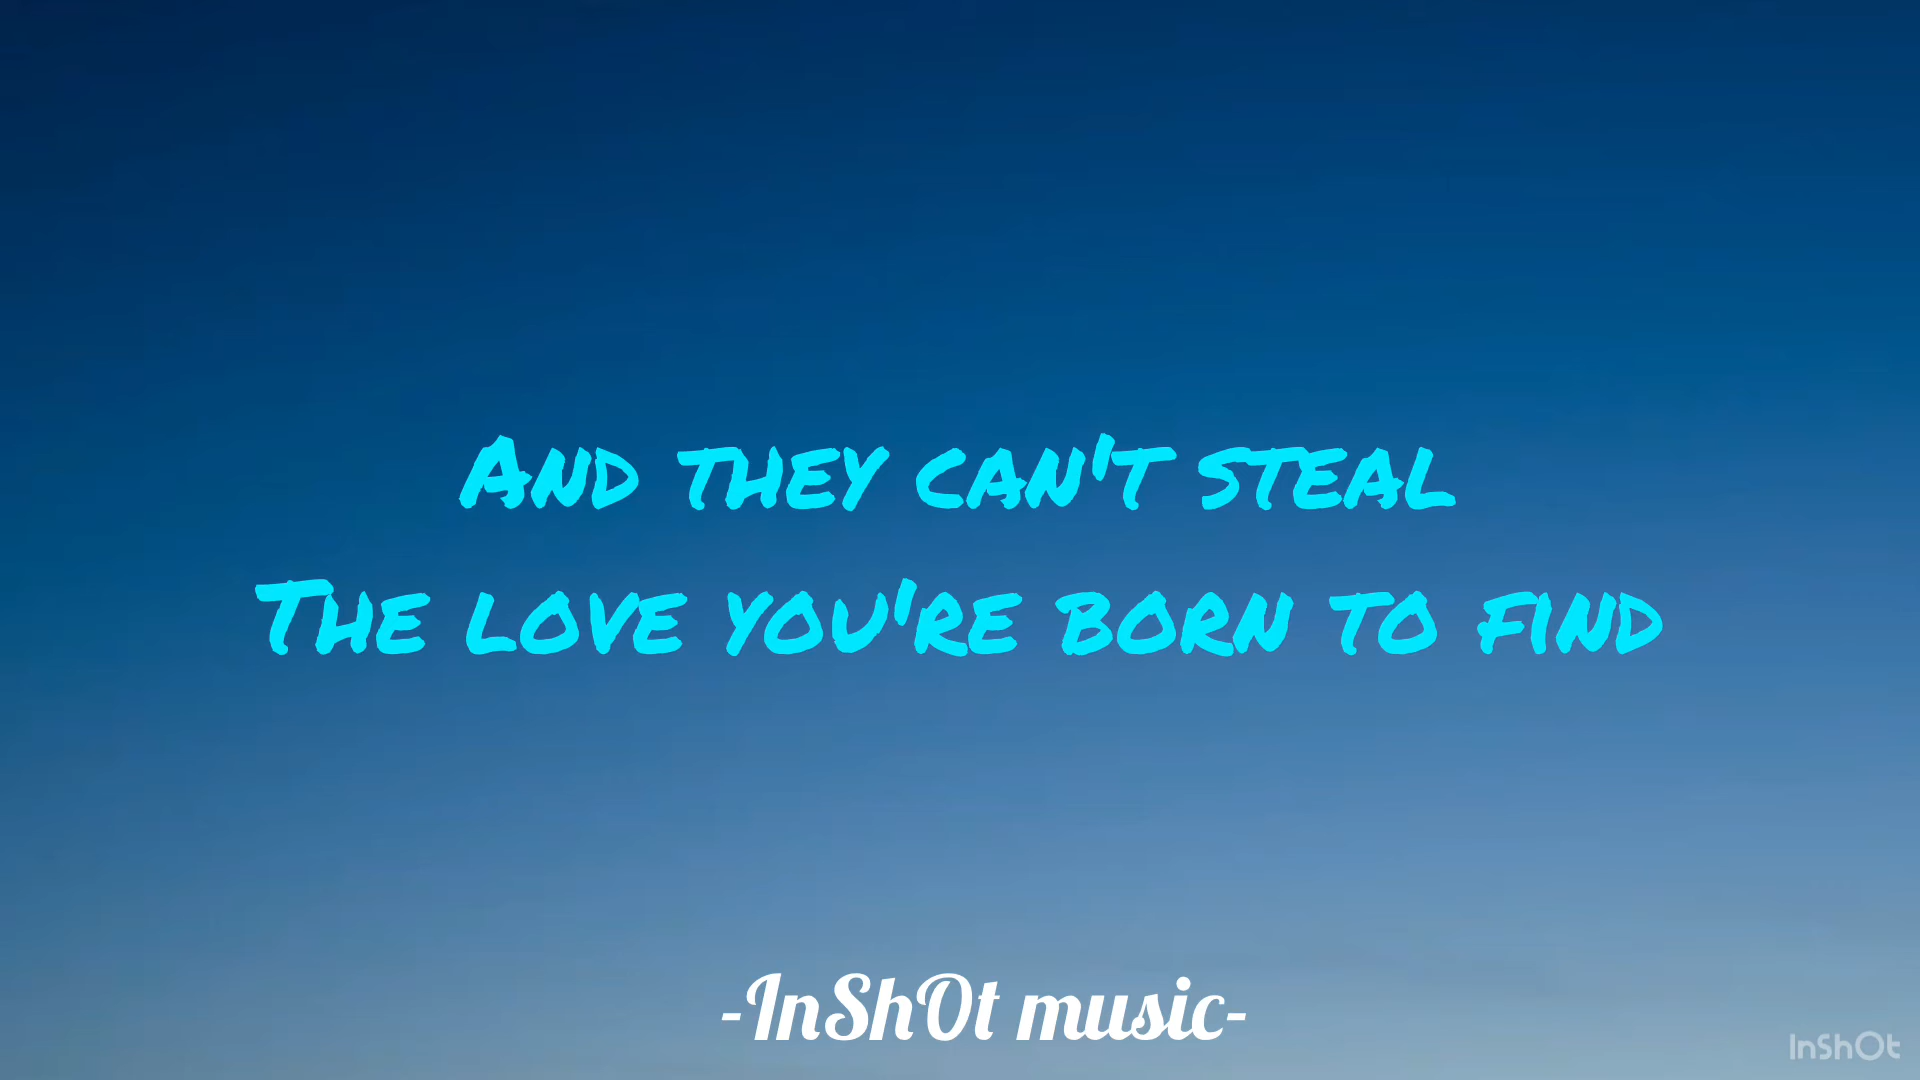 And they can't steal
The love you're born to find
-InShOt music-
InShOt